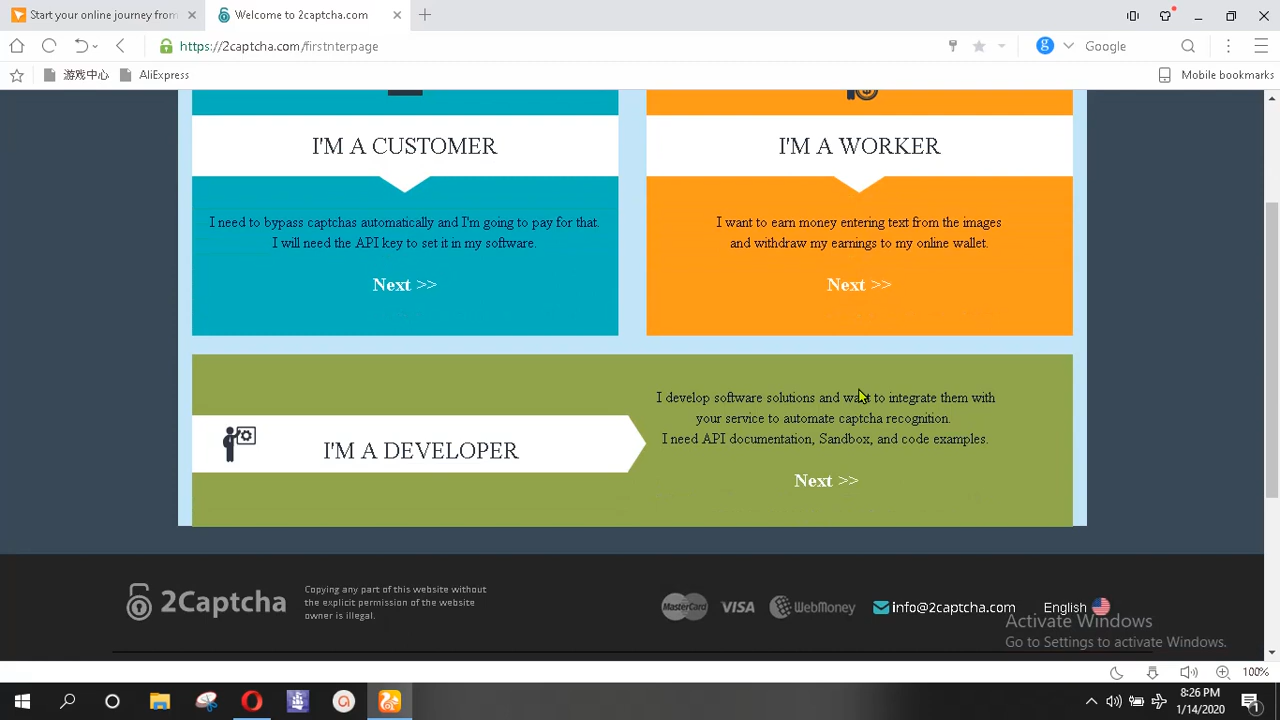 Start your online journey from
Welcome to 2captcha.com
https://2captcha.com/firstnterpage
g
Google
游戏中心
AliExpress
Mobile bookmarks
I'M A CUSTOMER
I need to bypass captchas automatically and I'm going to pay for that.
I will need the API key to set it in my software.
Next >>
I'M A WORKER
I want to earn money entering text from the images
and withdraw my earnings to my online wallet.
Next >>
I'M A DEVELOPER
I develop software solutions and want to integrate them with
your service to automate captcha recognition.
I need API documentation, Sandbox, and code examples.
Next >>
2Captcha
Copying any part of this website without
the explicit permission of the website
owner is illegal.
MasterCard
VISA
WebMoney
info@2captcha.com
English
Activate Windows
Go to Settings to activate Windows.
100%
8:26 PM
1/14/2020
1